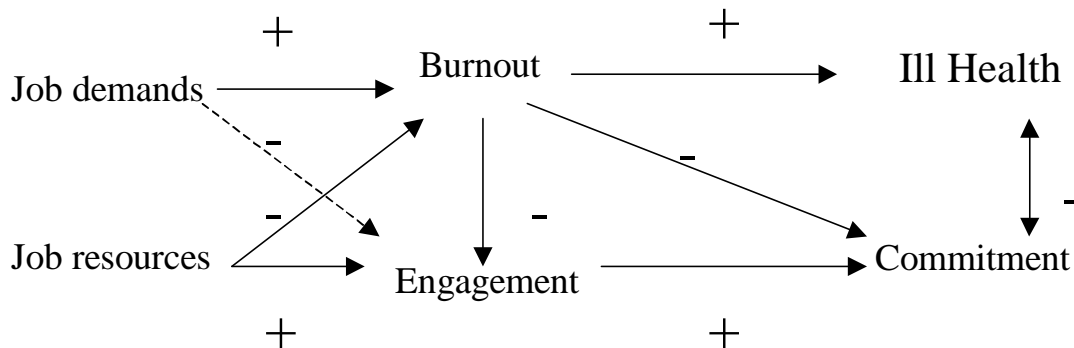 +
+
Job demands
Burnout
Ill Health
-
-
-
-
-
Job resources
Engagement
Commitment
+
+